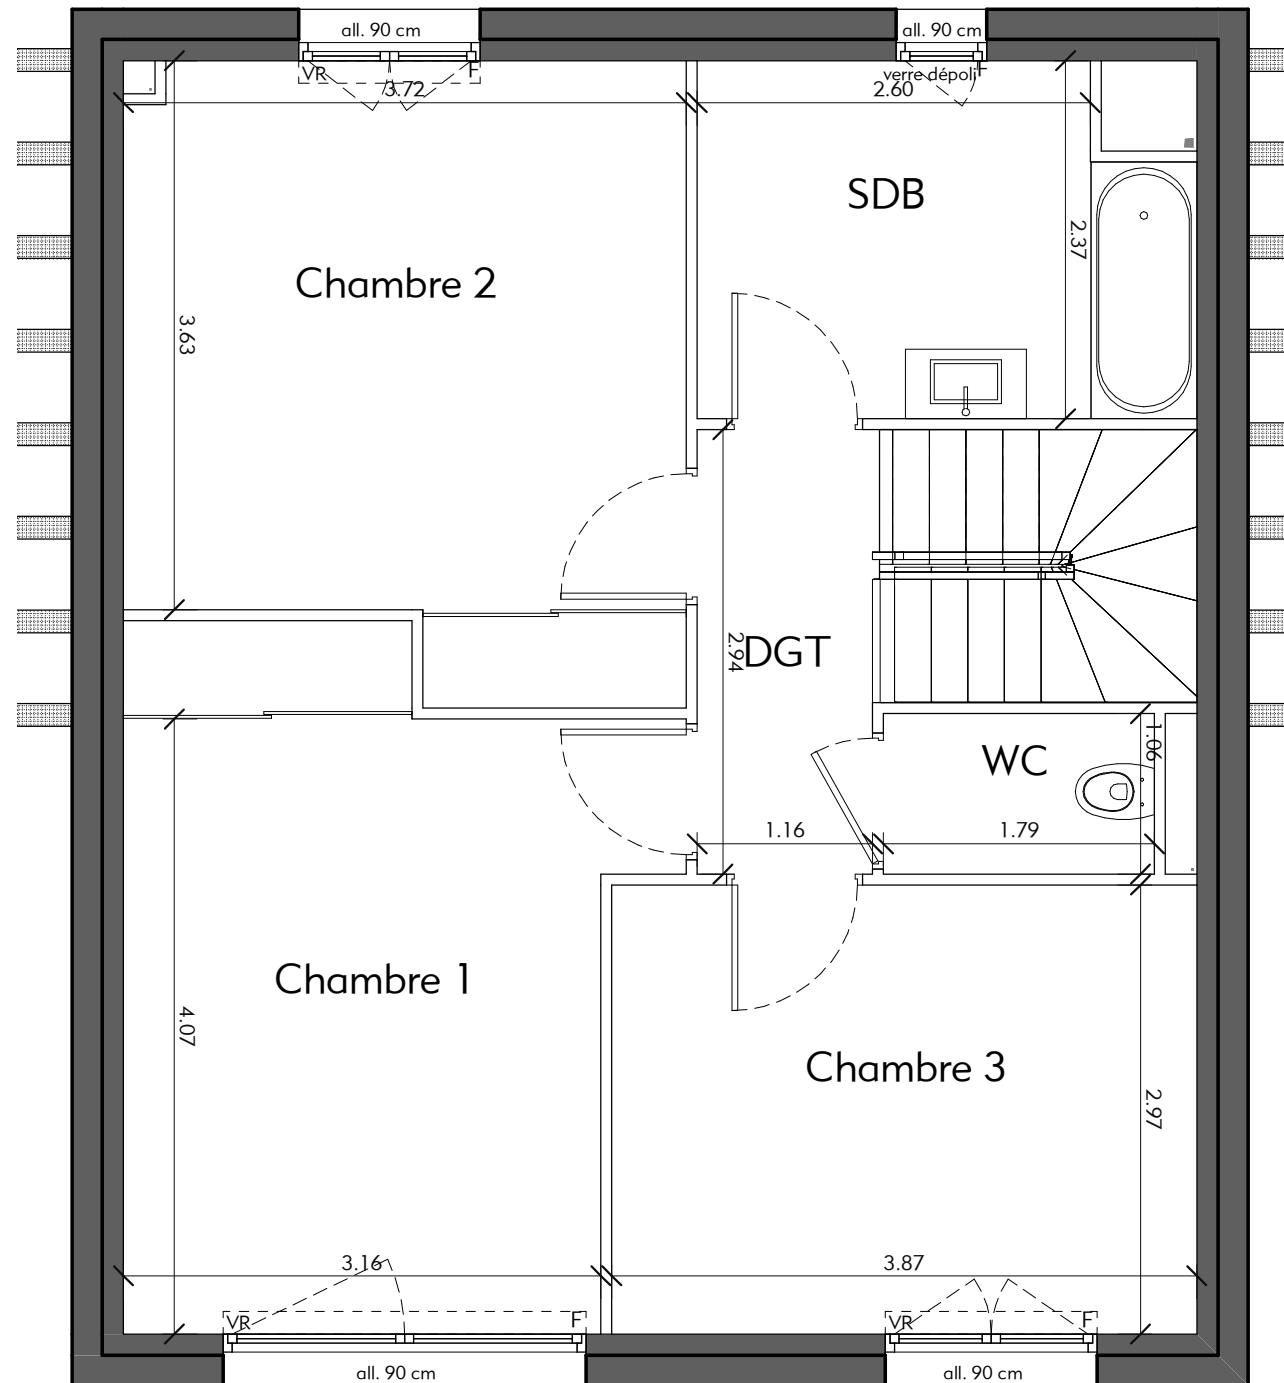 all. 90 cm
all. 90 cm
VR
F
verre dépoli
F
3.72
2.60
SDB
2.37
Chambre 2
3.63
2.94
DGT
WC
1.06
1.16
1.79
Chambre 1
4.07
Chambre 3
2.97
3.16
3.87
VR
F
VR
F
all. 90 cm
all. 90 cm